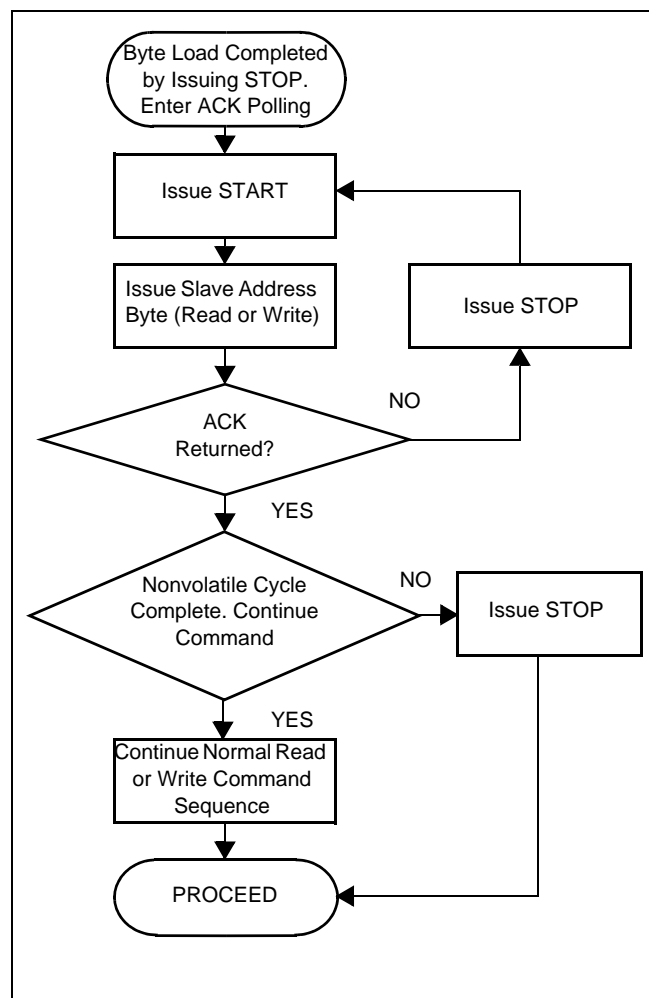 Byte Load Completed
by Issuing STOP.
Enter ACK Polling
Issue START
Issue Slave Address
Byte (Read or Write)
Issue STOP
NO
ACK
Returned?
YES
NO
Nonvolatile Cycle
Complete. Continue
Command
Issue STOP
YES
Continue Normal Read
or Write Command
Sequence
PROCEED